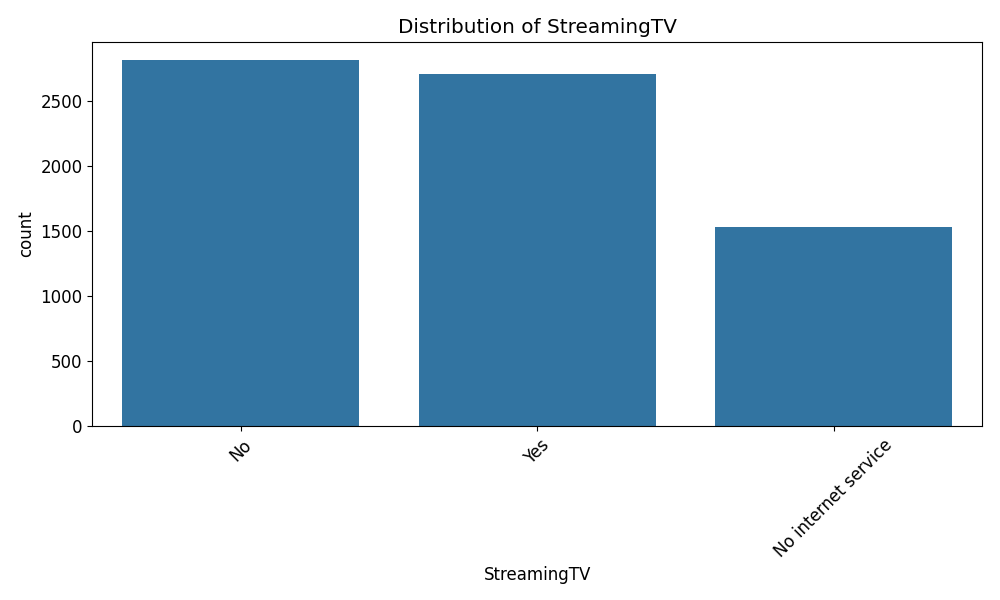 Distribution of StreamingTV
count
2500
2000
1500
1000
500
0
No
Yes
No internet service
StreamingTV